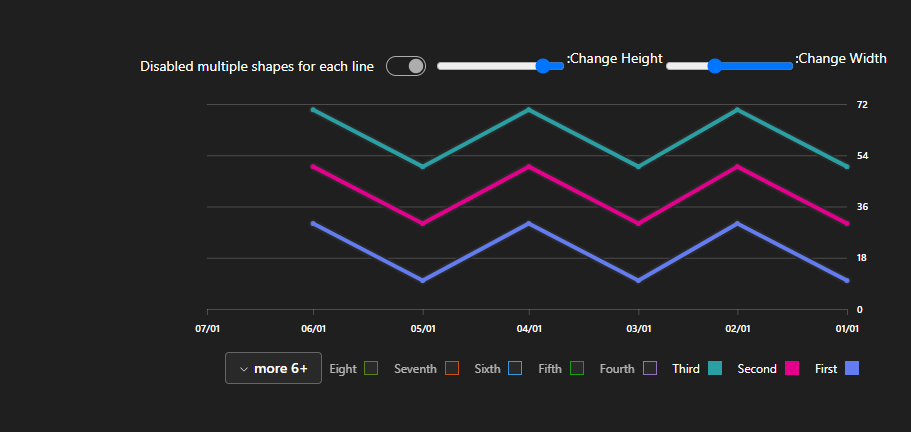 Disabled multiple shapes for each line :Change Height :Change Width
72
54
36
18
0
07/01 06/01 05/01 04/01 03/01 02/01 01/01
more 6+ Eight Seventh Sixth Fifth Fourth Third Second First